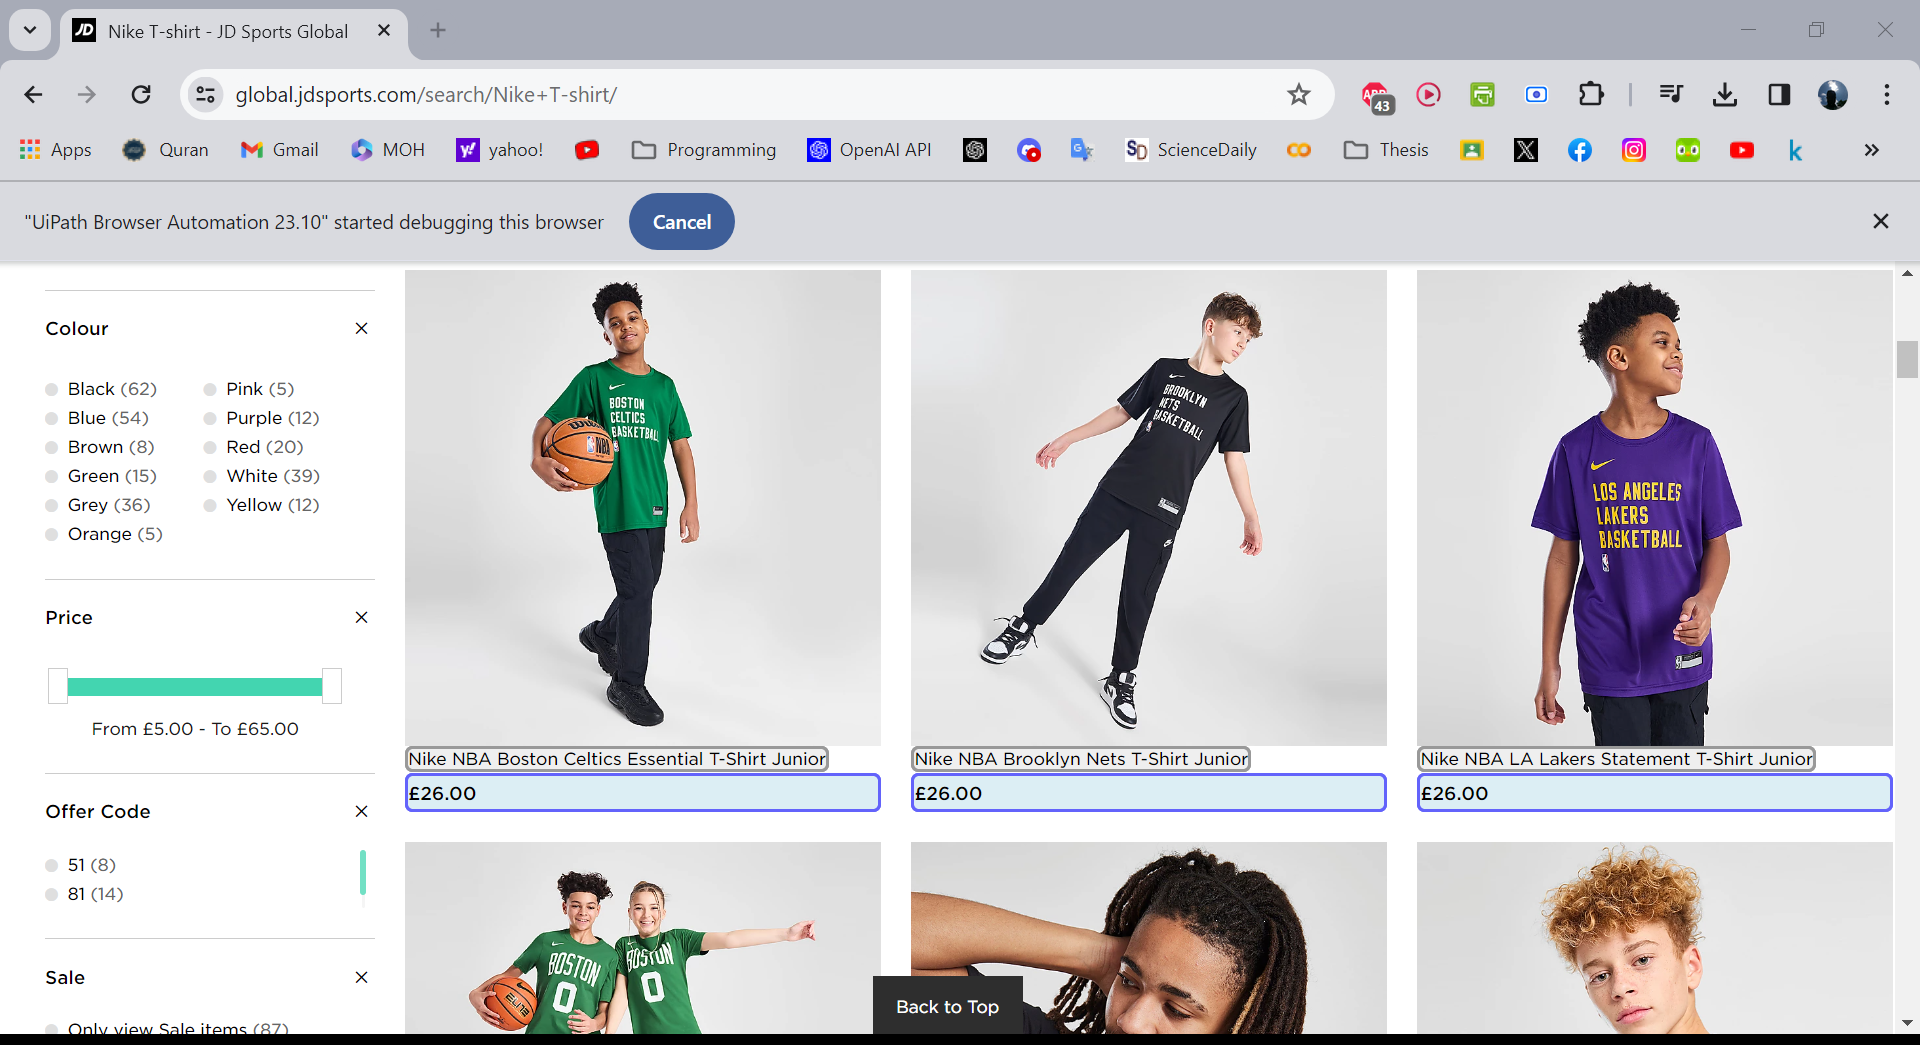 Nike T-shirt - JD Sports Global
global.jdsports.com/search/Nike+T-shirt/
43
Apps
Quran
Gmail
MOH
yahoo!
Programming
OpenAI API
ScienceDaily
Thesis
"UiPath Browser Automation 23.10" started debugging this browser
Cancel
Colour
Black (62)
Pink (5)
Blue (54)
Purple (12)
Brown (8)
Red (20)
Green (15)
White (39)
Grey (36)
Yellow (12)
Orange (5)
Price
From £5.00 - To £65.00
Offer Code
51 (8)
81 (14)
Sale
Only view Sale items (87)
BOSTON
CELTICS
BASKETBALL
BROOKLYN
NETS
BASKETBALL
LOS ANGELES
LAKERS
BASKETBALL
Nike NBA Boston Celtics Essential T-Shirt Junior
£26.00
Nike NBA Brooklyn Nets T-Shirt Junior
£26.00
Nike NBA LA Lakers Statement T-Shirt Junior
£26.00
BOSTON
0
BOSTON
0
Back to Top